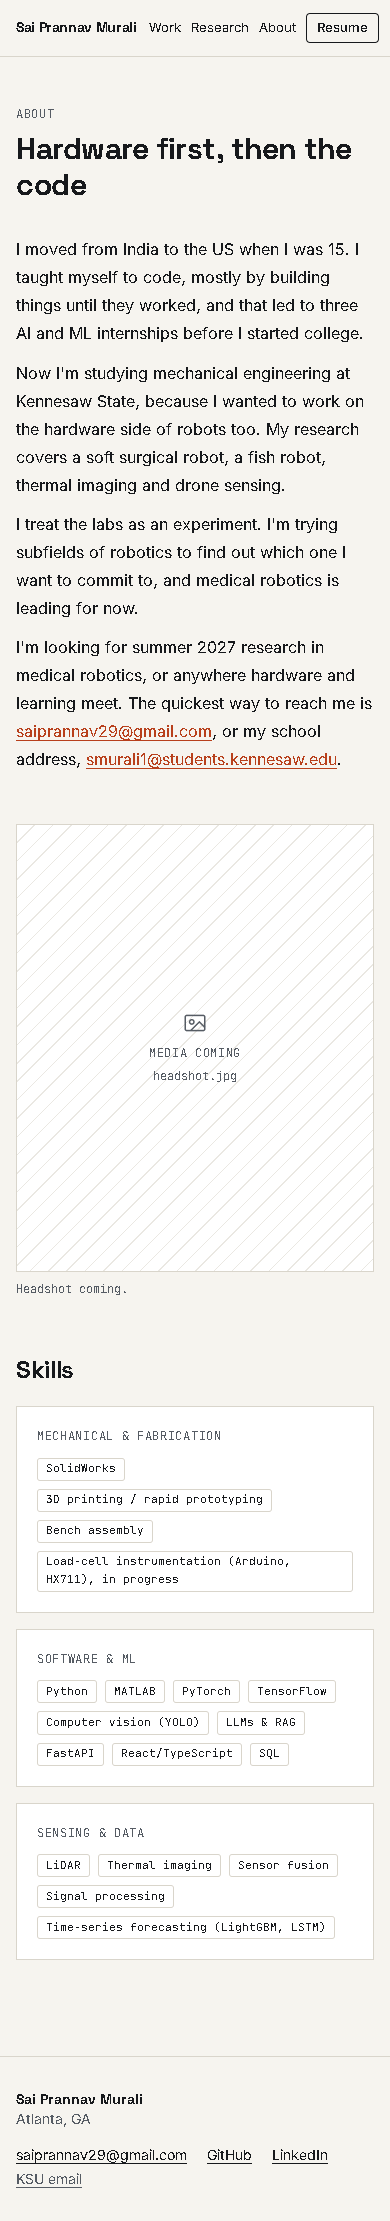 Sai Prannav Murali Work Research About Resume
ABOUT
Hardware first, then the
code
I moved from India to the US when I was 15. I
taught myself to code, mostly by building
things until they worked, and that led to three
AI and ML internships before I started college.
Now I'm studying mechanical engineering at
Kennesaw State, because I wanted to work on
the hardware side of robots too. My research
covers a soft surgical robot, a fish robot,
thermal imaging and drone sensing.
I treat the labs as an experiment. I'm trying
subfields of robotics to find out which one I
want to commit to, and medical robotics is
leading for now.
I'm looking for summer 2027 research in
medical robotics, or anywhere hardware and
learning meet. The quickest way to reach me is
saiprannav29@gmail.com, or my school
address, smurali1@students.kennesaw.edu.
MEDIA COMING
headshot.jpg
Headshot coming.
Skills
MECHANICAL & FABRICATION
SolidWorks
3D printing / rapid prototyping
Bench assembly
Load-cell instrumentation (Arduino,
HX711), in progress
SOFTWARE & ML
Python MATLAB PyTorch TensorFlow
Computer vision (YOLO) LLMs & RAG
FastAPI React/TypeScript SQL
SENSING & DATA
LiDAR Thermal imaging Sensor fusion
Signal processing
Time-series forecasting (LightGBM, LSTM)
Sai Prannav Murali
Atlanta, GA
saiprannav29@gmail.com GitHub LinkedIn
KSU email